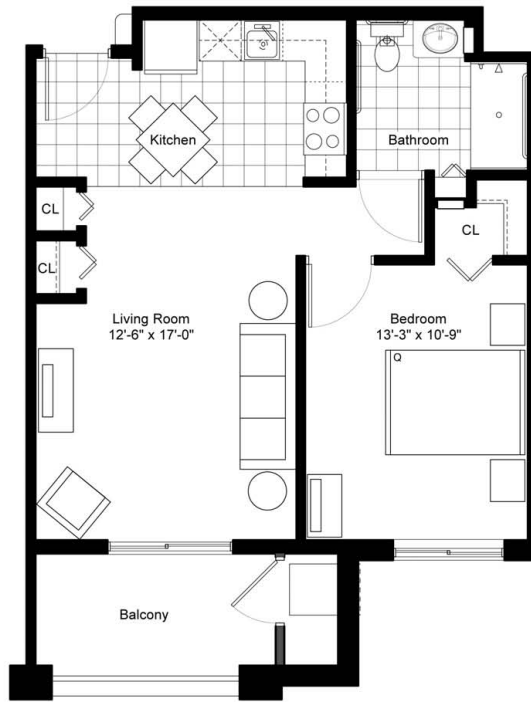 Kitchen
Bathroom
CL
CL
CL
Living Room
12'-6" x 17'-0"
Bedroom
13'-3" x 10'-9"
Q
Balcony